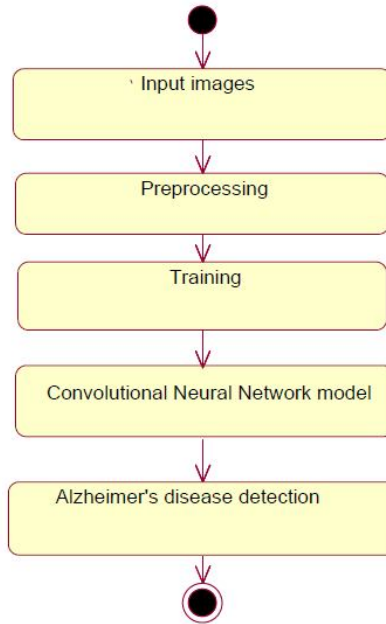 Input images
Preprocessing
Training
Convolutional Neural Network model
Alzheimer's disease detection